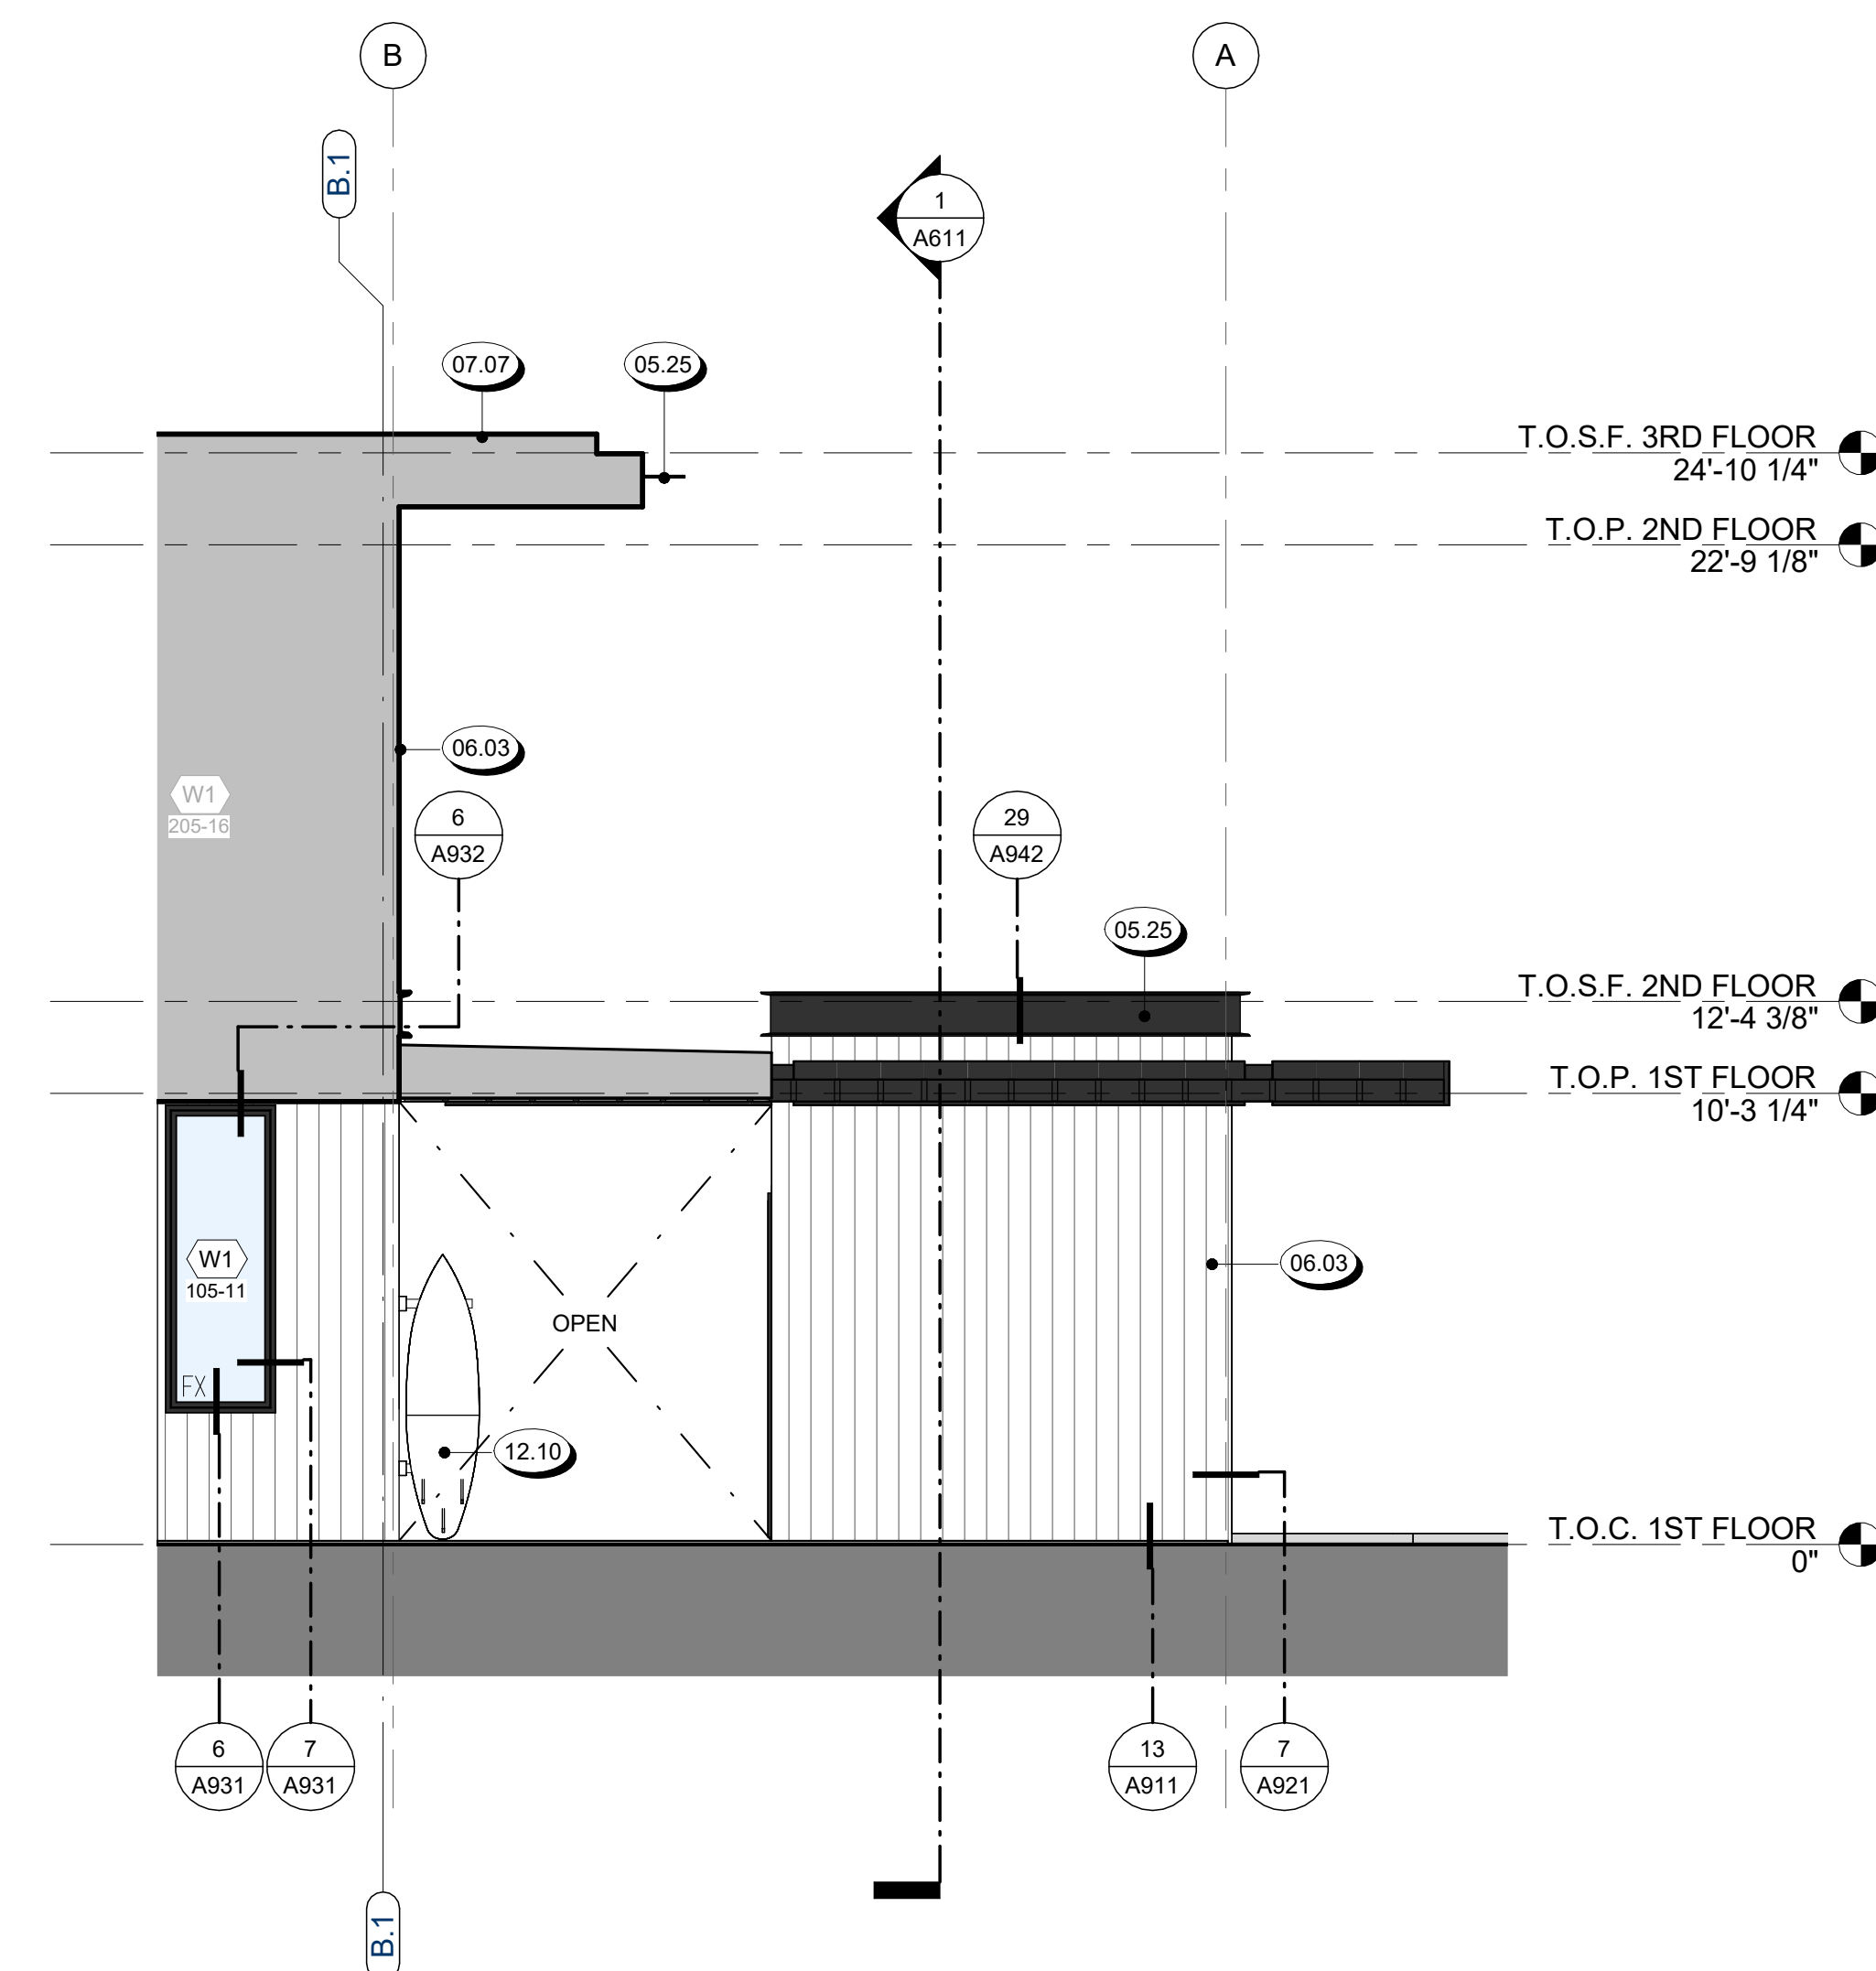 B
A
B.1
1
A611
07.07
05.25
T.O.S.F. 3RD FLOOR
24'-10 1/4"
T.O.P. 2ND FLOOR
22'-9 1/8"
06.03
W1
205-16
6
A932
29
A942
05.25
T.O.S.F. 2ND FLOOR
12'-4 3/8"
T.O.P. 1ST FLOOR
10'-3 1/4"
W1
105-11
06.03
OPEN
FX
12.10
T.O.C. 1ST FLOOR
0"
6
A931
7
A931
13
A911
7
A921
B.1